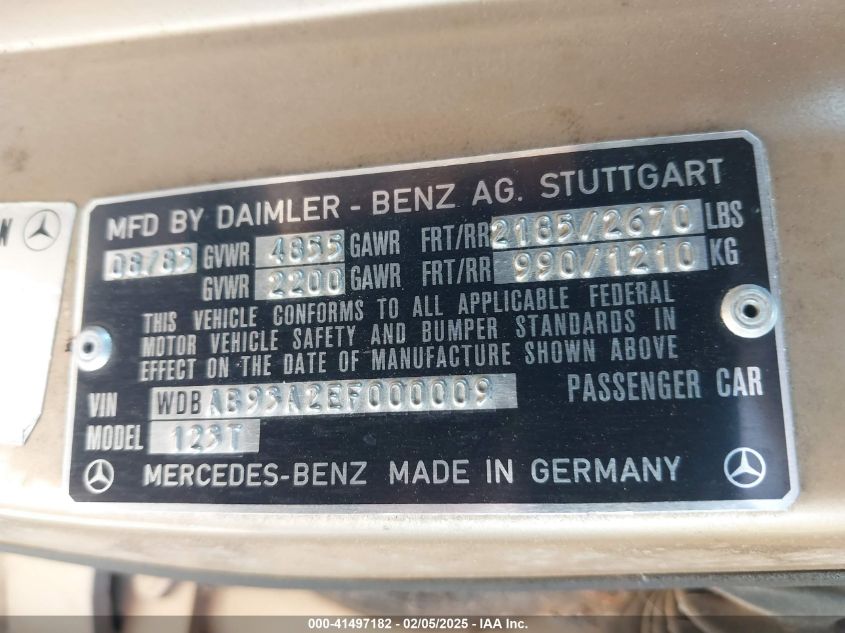 N
MFD BY DAIMLER - BENZ AG. STUTTGART
08/83 GVWR 4855 GAWR FRT/RR 2185/2670 LBS
GVWR 2200 GAWR FRT/RR 990/1210 KG
THIS VEHICLE CONFORMS TO ALL APPLICABLE FEDERAL
MOTOR VEHICLE SAFETY AND BUMPER STANDARDS IN
EFFECT ON THE DATE OF MANUFACTURE SHOWN ABOVE
VIN WDBAB93A2EF000009 PASSENGER CAR
MODEL 123T
MERCEDES-BENZ MADE IN GERMANY
000-41497182 - 02/05/2025 - IAA Inc.